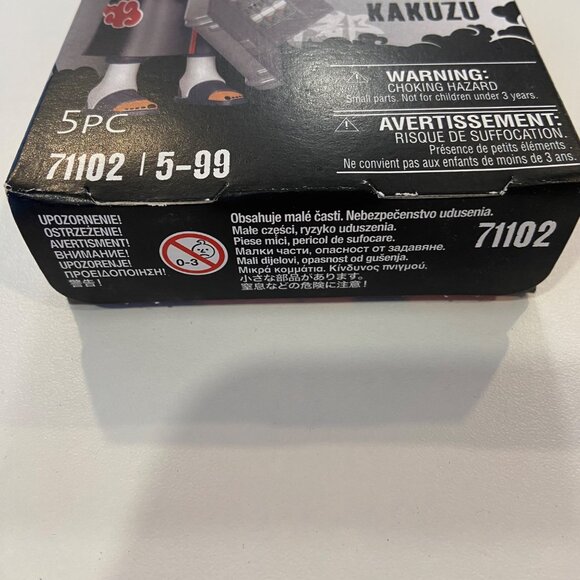 KAKUZU
WARNING:
CHOKING HAZARD
Small parts. Not for children under 3 years.
AVERTISSEMENT:
RISQUE DE SUFFOCATION.
Présence de petits éléments.
Ne convient pas aux enfants de moins de 3 ans.
5PC
71102 | 5-99
UPOZORNENIE!
OSTRZEŻENIE!
AVERTISMENT!
ВНИМАНИЕ!
UPOZORENJE!
ΠΡΟΕΙΔΟΠΟΙΗΣΗ!
警告!
0-3
Obsahuje malé časti. Nebezpečenstvo udusenia.
Małe części, ryzyko uduszenia.
Piese mici, pericol de sufocare.
Малки части, опасност от задавяне.
Mali dijelovi, opasnost od gušenja.
Μικρά κομμάτια. Κίνδυνος πνιγμού.
小さな部品があります。
窒息などの危険に注意!
71102